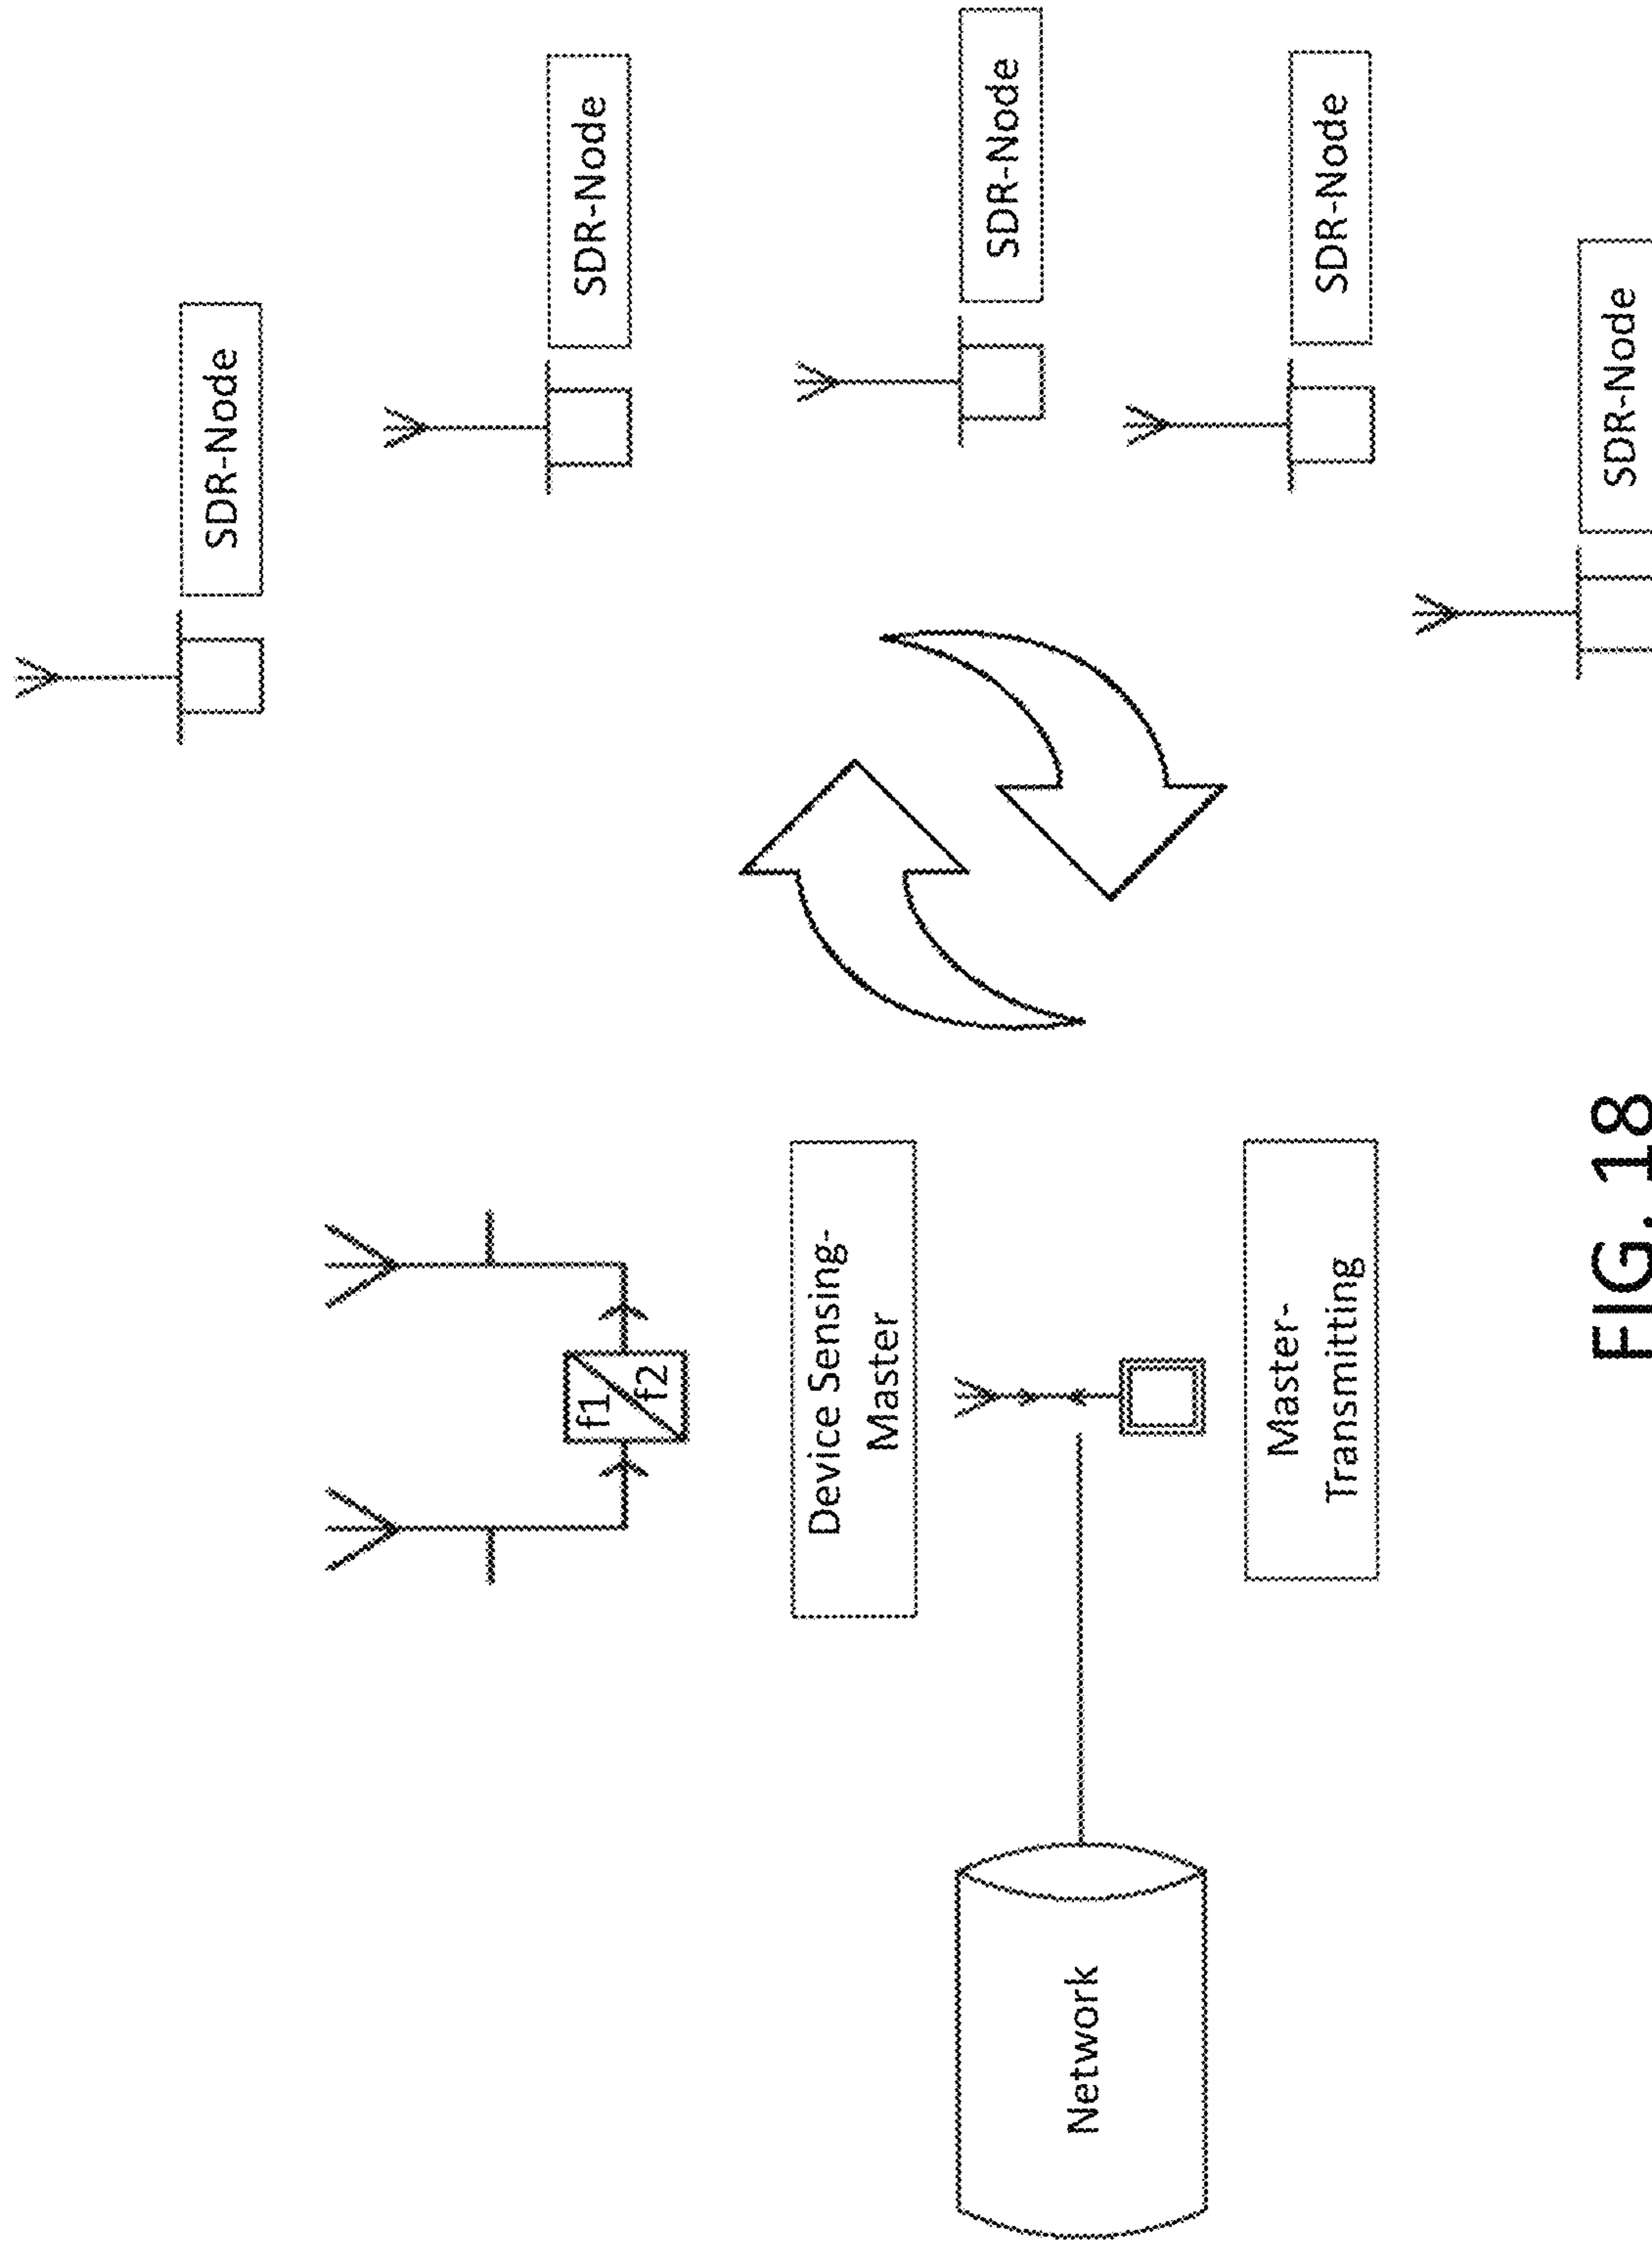 SDR-Node
SDR-Node
SDR-Node
SDR-Node
SDR-Node
f1
f2
Device Sensing-
Master
Network
Master-
Transmitting
FIG. 18